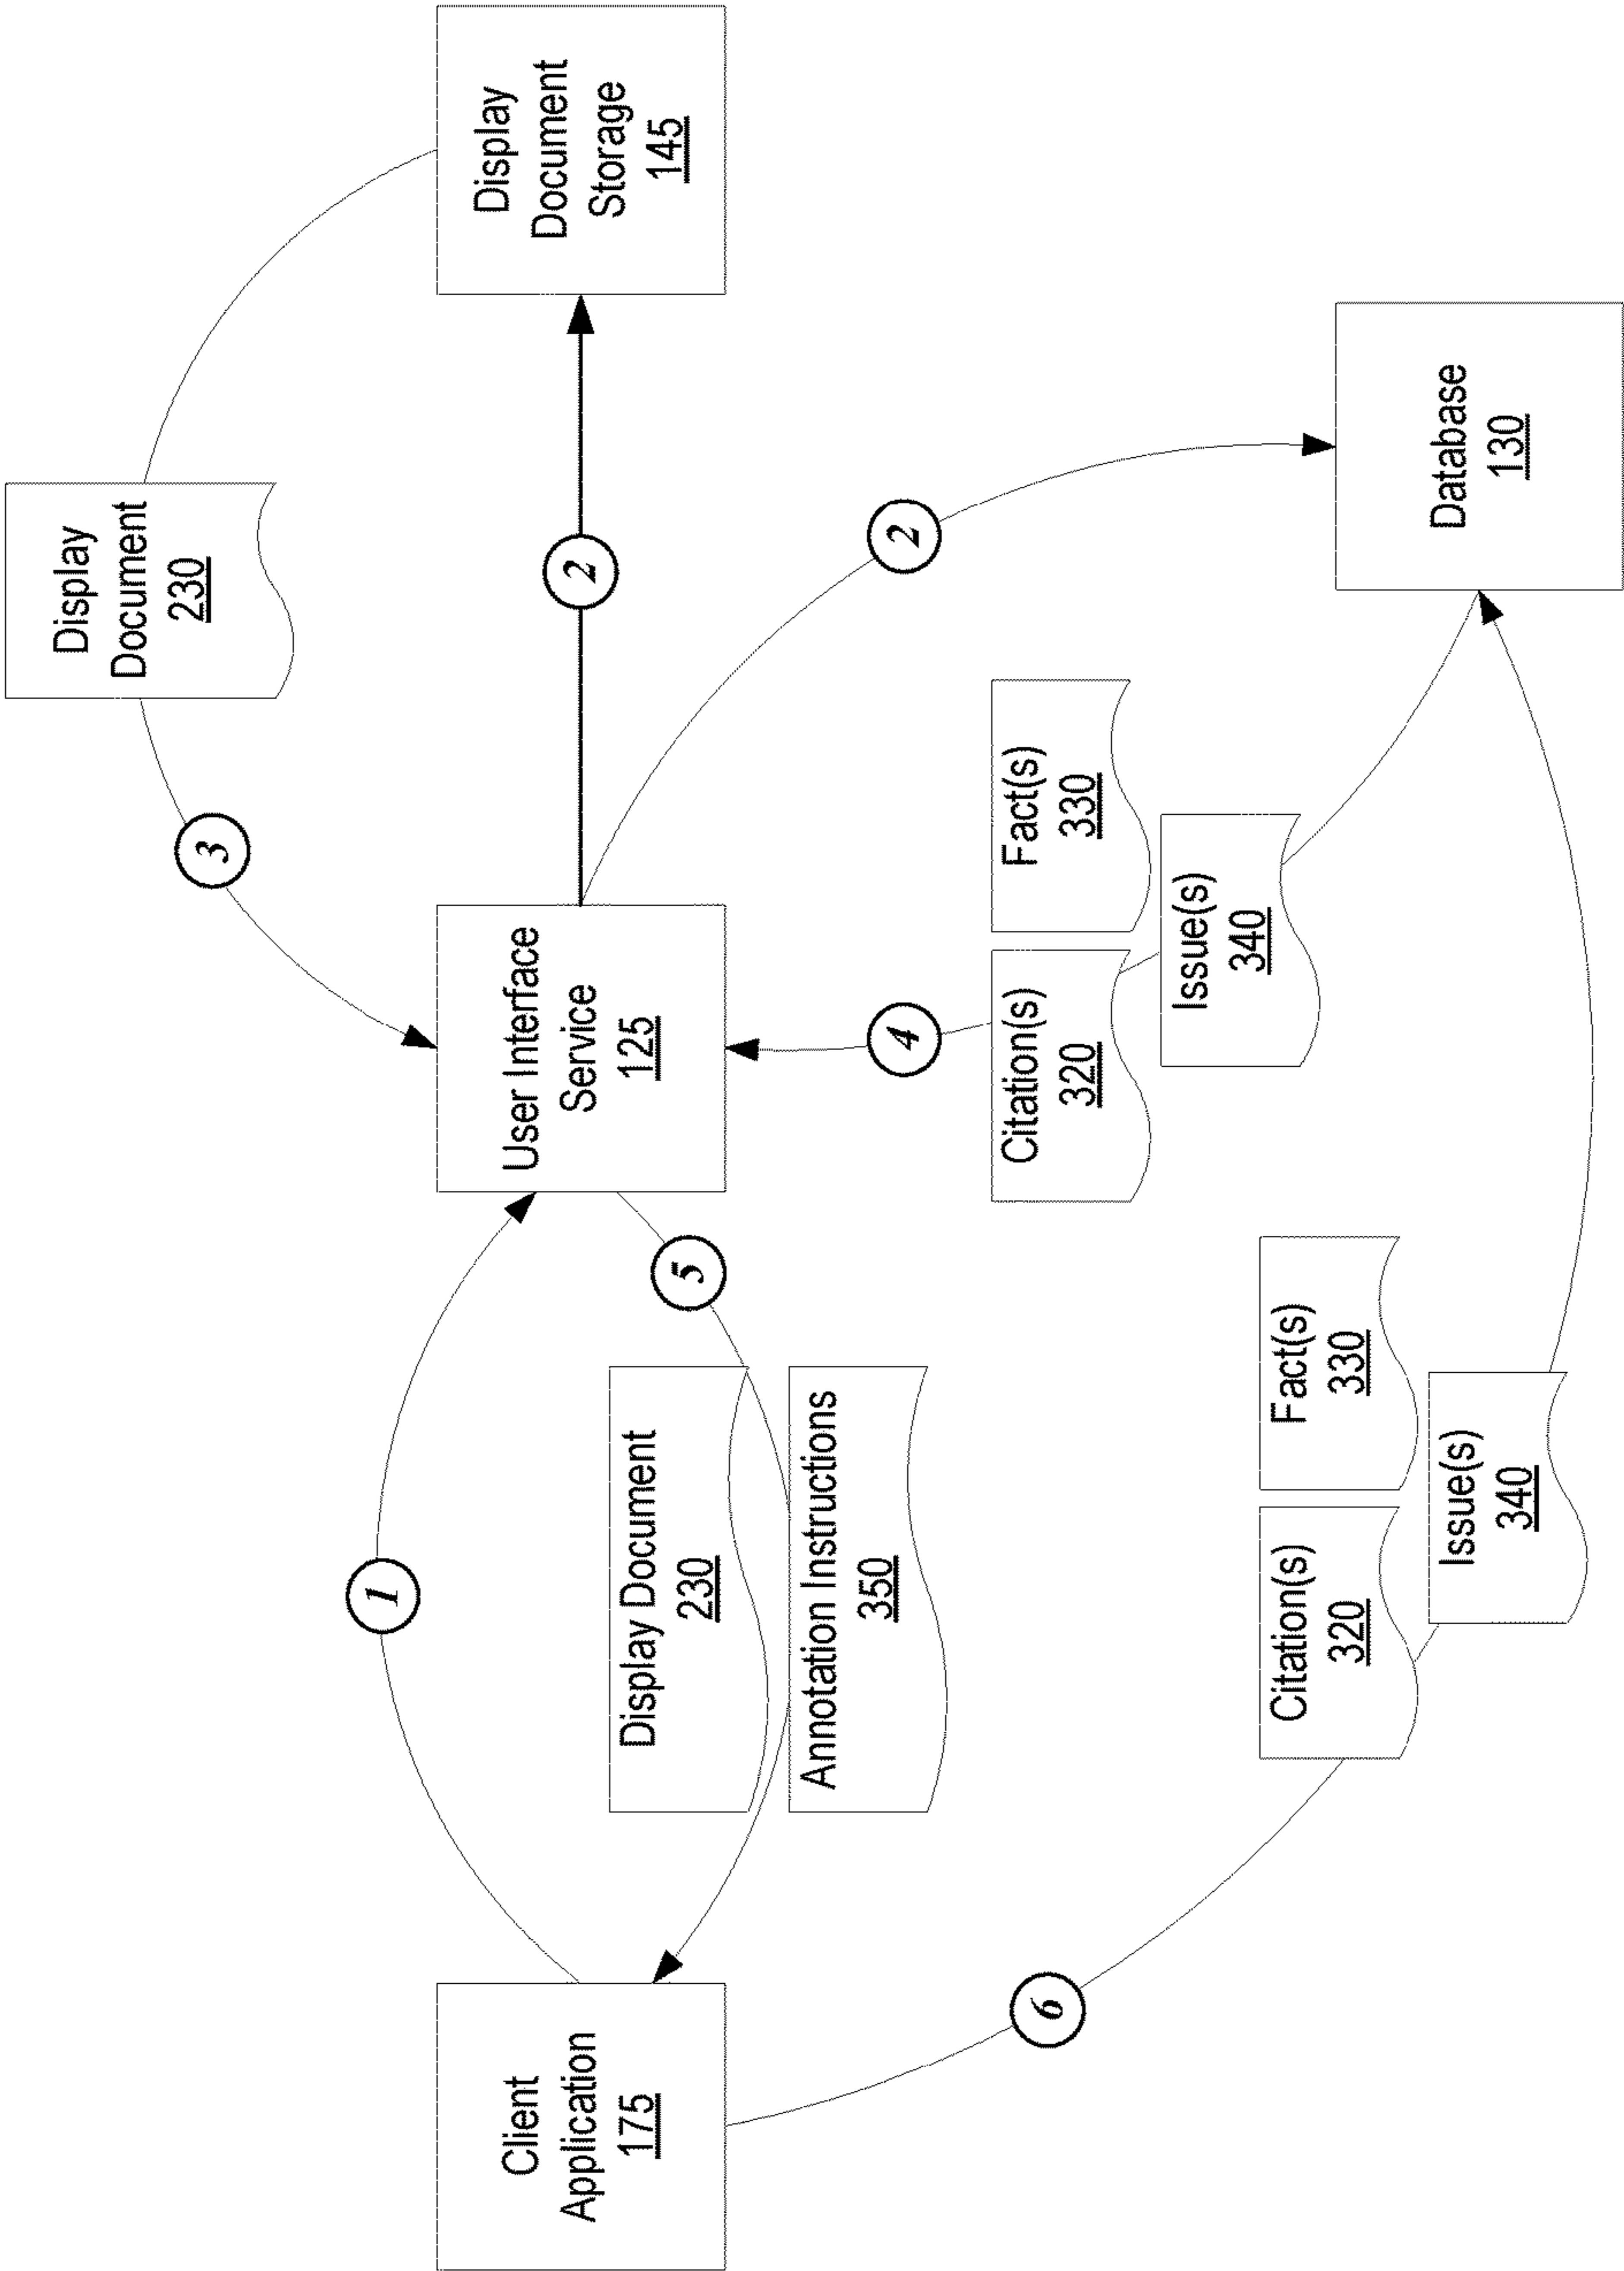 Display
Document
230
3
1
2
Client
Application
175
User Interface
Service
125
Display
Document
Storage
145
5
Display Document
230
Annotation Instructions
350
4
2
Citation(s)
320
Fact(s)
330
Issue(s)
340
6
Citation(s)
320
Fact(s)
330
Issue(s)
340
Database
130